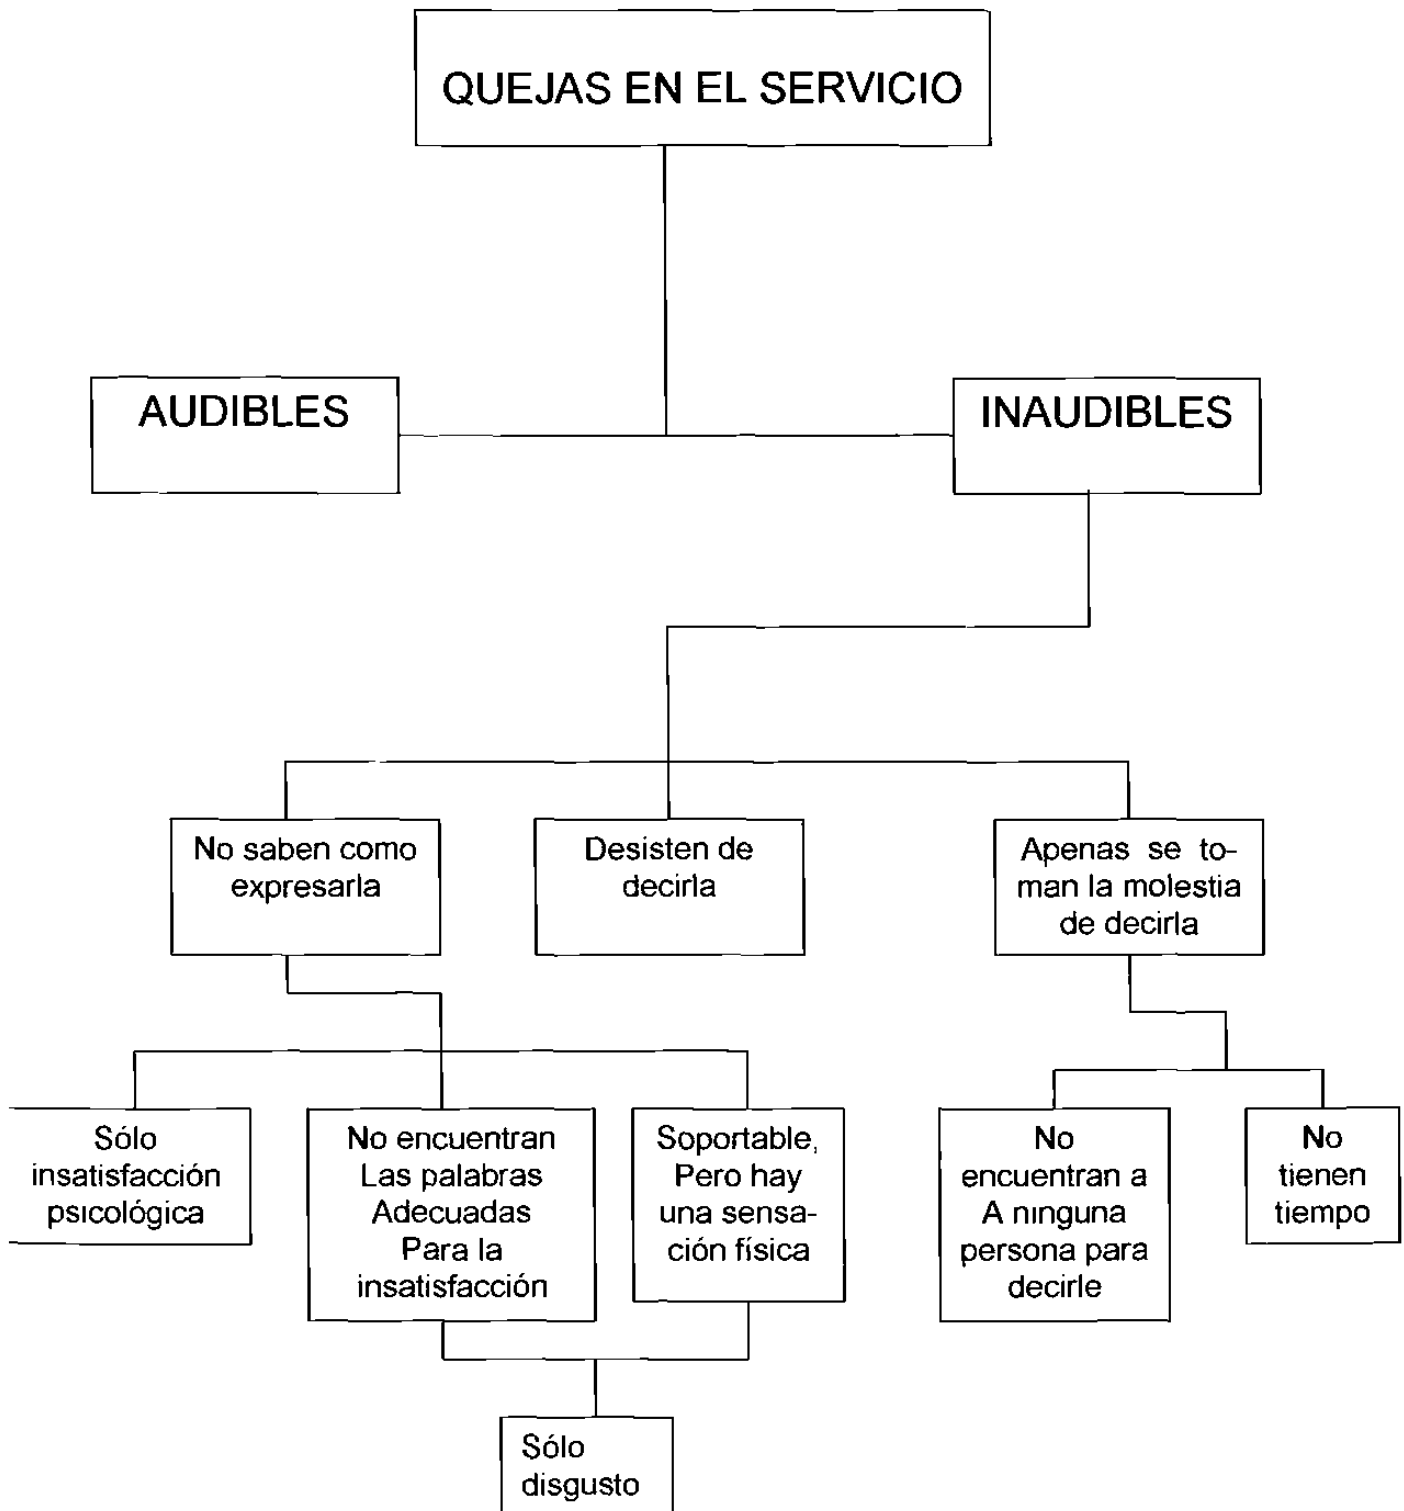 QUEJAS EN EL SERVICIO
AUDIBLES
INAUDIBLES
No saben como
expresarla
Desisten de
decirla
Apenas se to-
man la molestia
de decirla
Sólo
insatisfacción
psicológica
No encuentran
Las palabras
Adecuadas
Para la
insatisfacción
Soportable,
Pero hay
una sensa-
ción física
No
encuentran a
A ninguna
persona para
decirle
No
tienen
tiempo
Sólo
disgusto